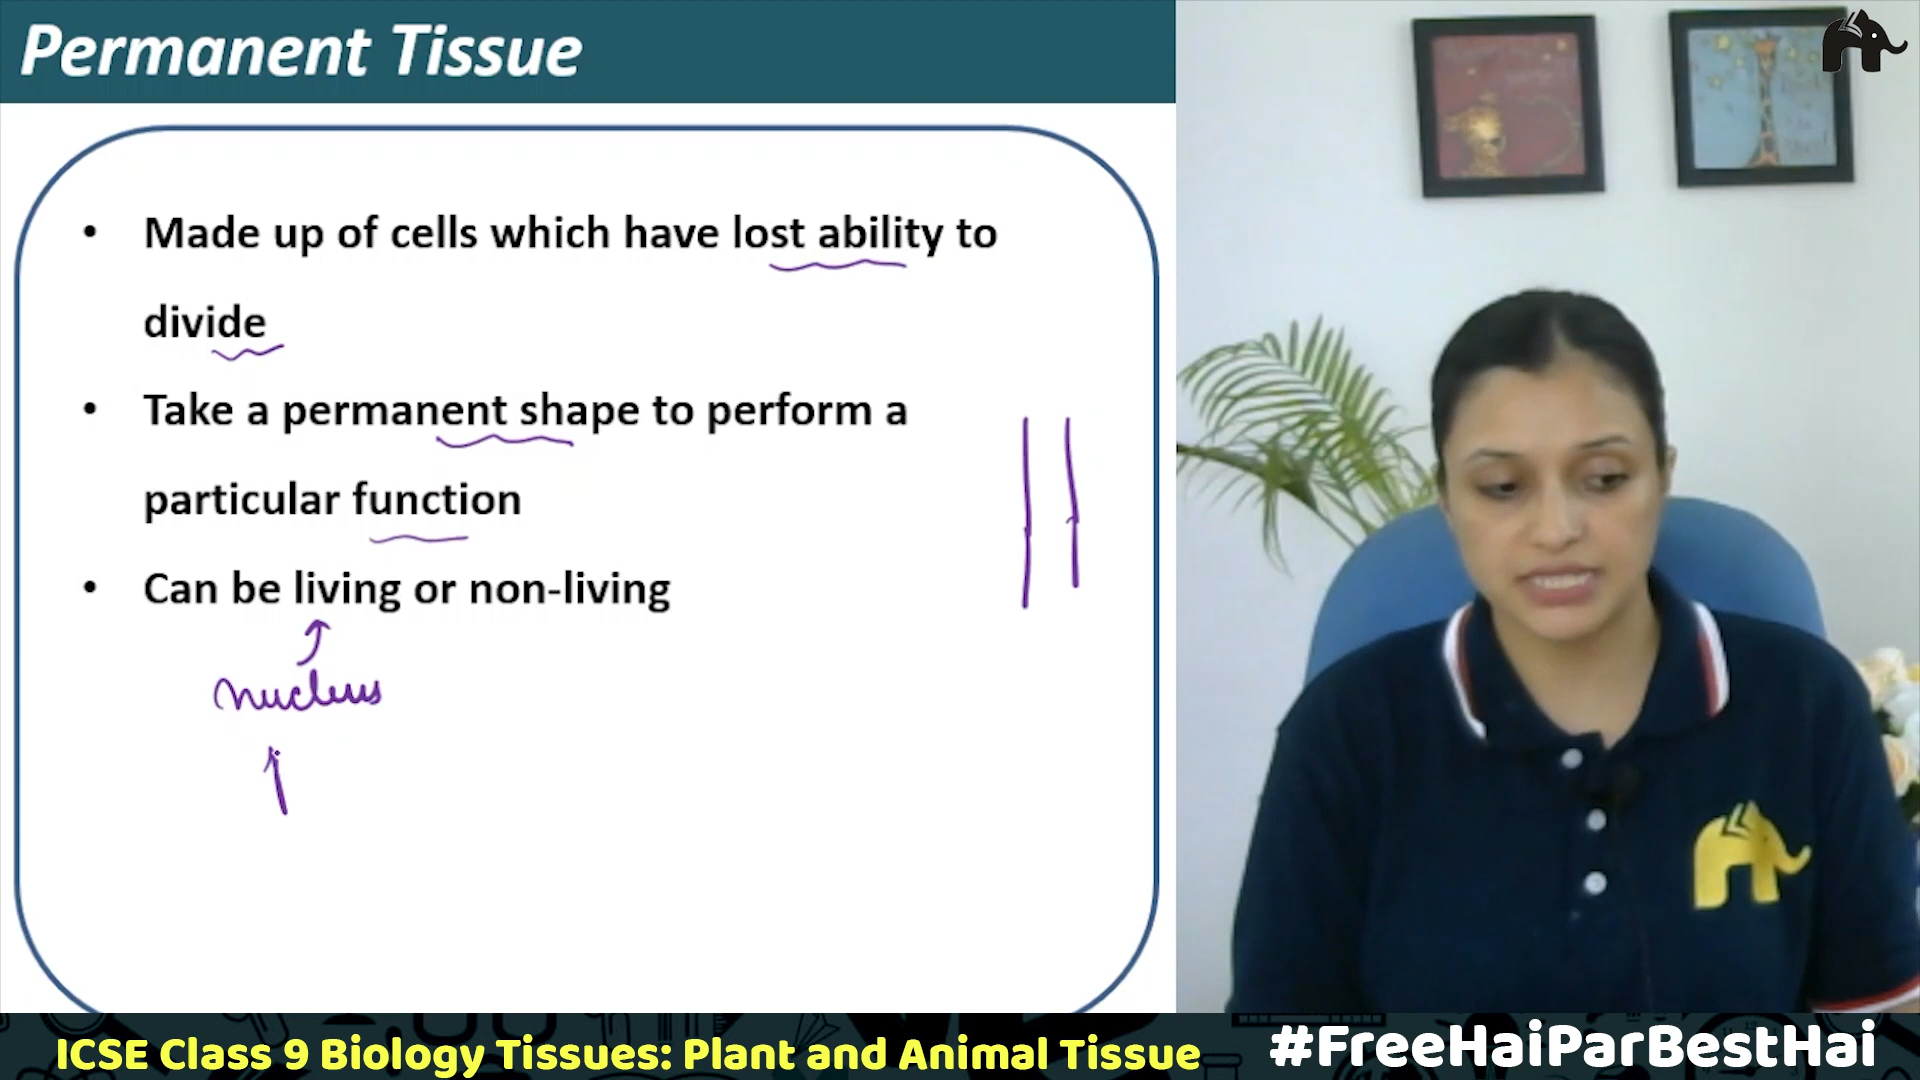 Permanent Tissue
• Made up of cells which have lost ability to
divide
• Take a permanent shape to perform a
particular function
• Can be living or non-living
nucleus
ICSE Class 9 Biology Tissues: Plant and Animal Tissue
#FreeHaiParBestHai